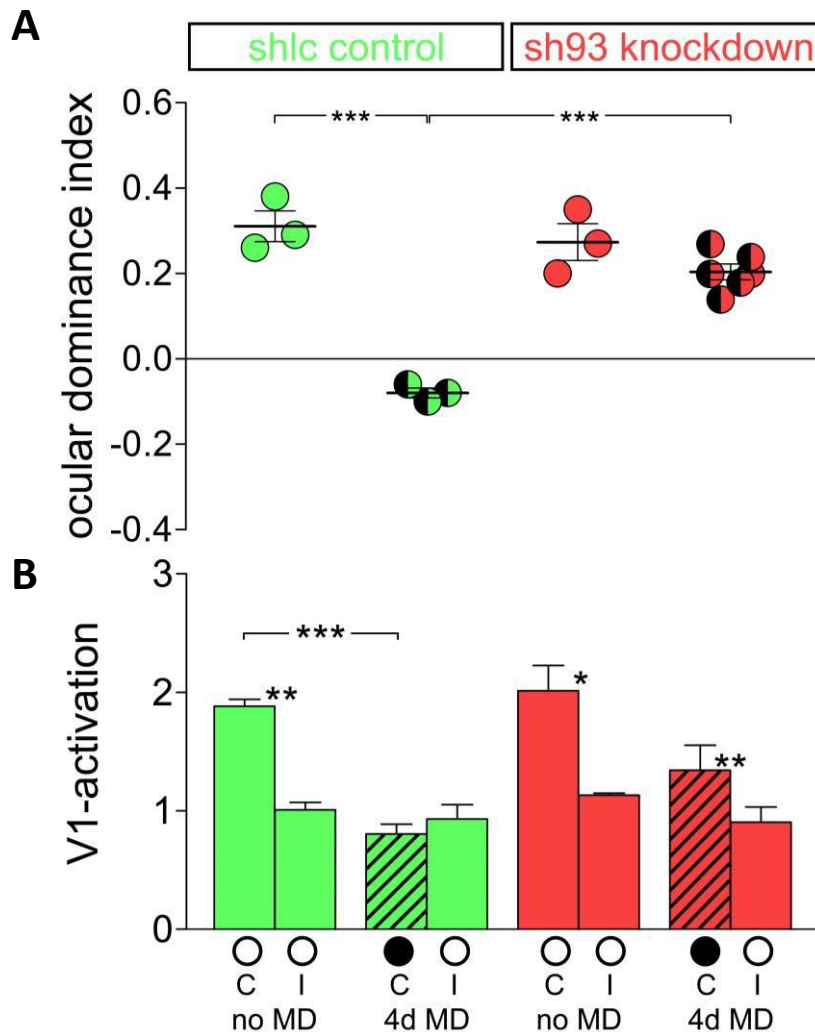 A
shlc control
sh93 knockdown
ocular dominance index
0.6
0.4
0.2
0.0
-0.2
-0.4
***
***
B
V1-activation
3
2
1
0
***
**
*
**
C I C I C I C I
no MD 4d MD no MD 4d MD